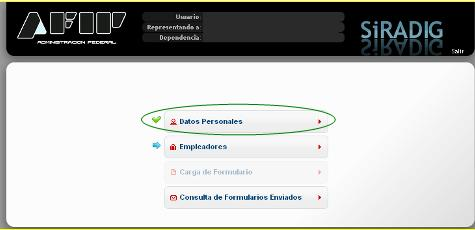 AFIP
ADMINISTRACION FEDERAL
Usuario
Representando a:
Dependencia:
SiRADIG
Salir
Datos Personales
Empleadores
Carga de Formulario
Consulta de Formularios Enviados